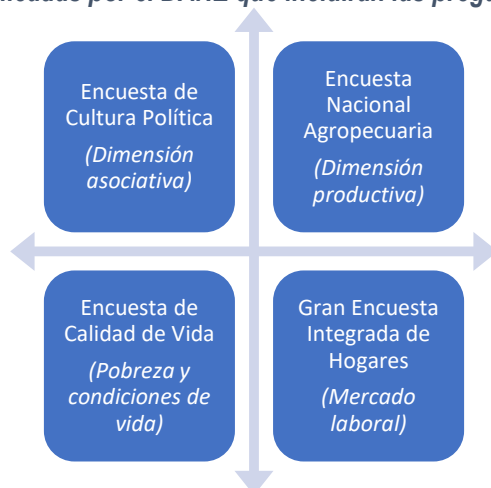 por el DANE que incluirán las
Encuesta de
Cultura Política
(Dimensión
asociativa)
Encuesta
Nacional
Agropecuaria
(Dimensión
productiva)
Encuesta de
Calidad de Vida
(Pobreza y
condiciones de
vida)
Gran Encuesta
Integrada de
Hogares
(Mercado
laboral)